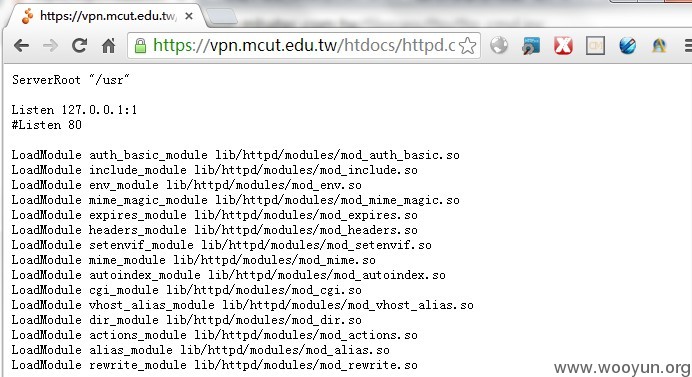 https://vpn.mcut.edu.tw/
https://vpn.mcut.edu.tw/htdocs/httpd.c
ServerRoot "/usr"
Listen 127.0.0.1:1
#Listen 80
LoadModule auth_basic_module lib/httpd/modules/mod_auth_basic.so
LoadModule include_module lib/httpd/modules/mod_include.so
LoadModule env_module lib/httpd/modules/mod_env.so
LoadModule mime_magic_module lib/httpd/modules/mod_mime_magic.so
LoadModule expires_module lib/httpd/modules/mod_expires.so
LoadModule headers_module lib/httpd/modules/mod_headers.so
LoadModule setenvif_module lib/httpd/modules/mod_setenvif.so
LoadModule mime_module lib/httpd/modules/mod_mime.so
LoadModule autoindex_module lib/httpd/modules/mod_autoindex.so
LoadModule cgi_module lib/httpd/modules/mod_cgi.so
LoadModule vhost_alias_module lib/httpd/modules/mod_vhost_alias.so
LoadModule dir_module lib/httpd/modules/mod_dir.so
LoadModule actions_module lib/httpd/modules/mod_actions.so
LoadModule alias_module lib/httpd/modules/mod_alias.so
LoadModule rewrite_module lib/httpd/modules/mod_rewrite.so
www.wooyun.org